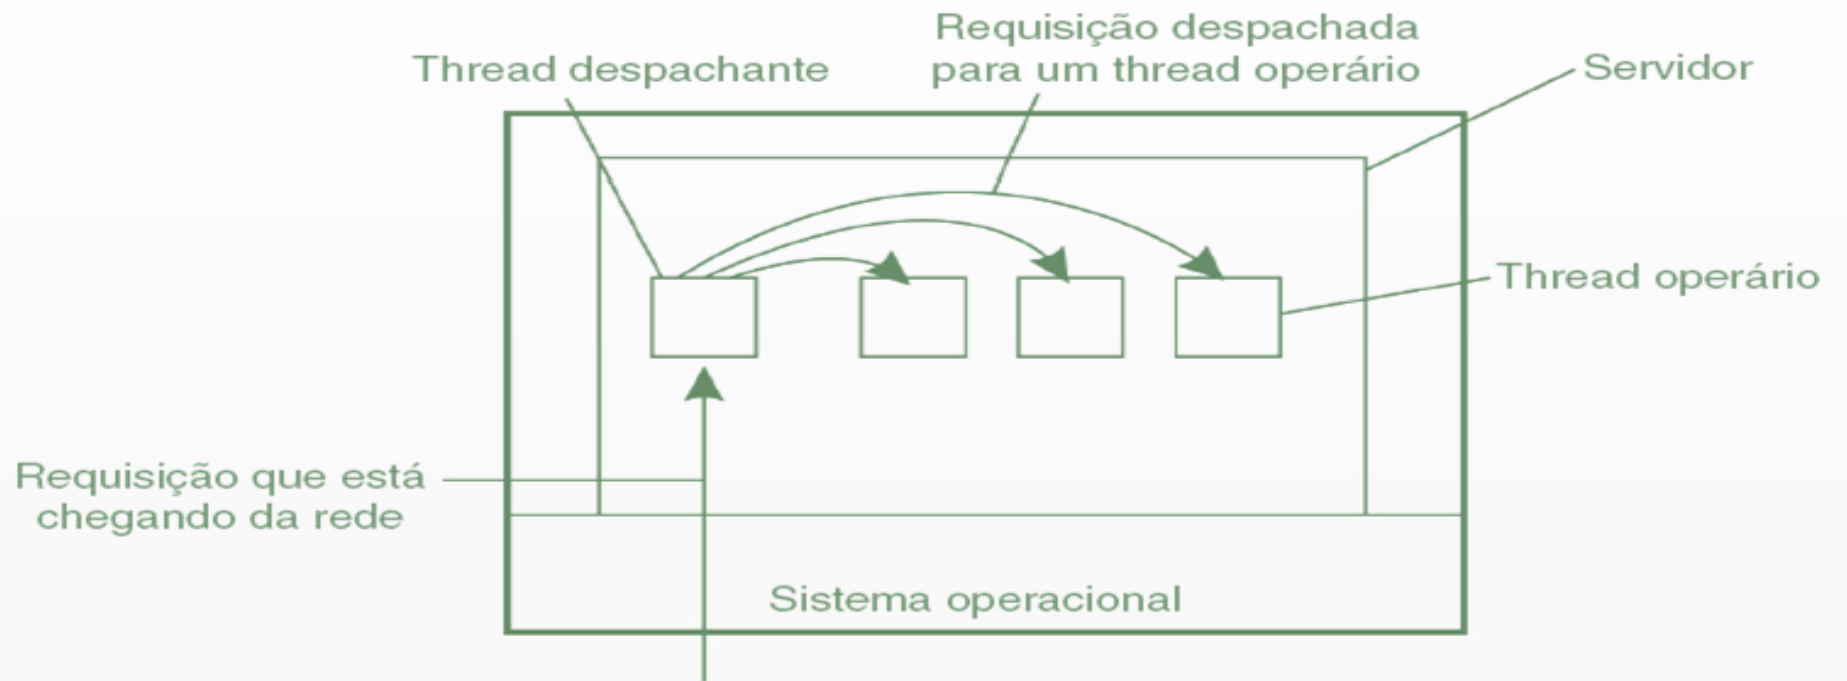 Requisição despachada
para um thread operário
Thread despachante
Servidor
Thread operário
Requisição que está
chegando da rede
Sistema operacional